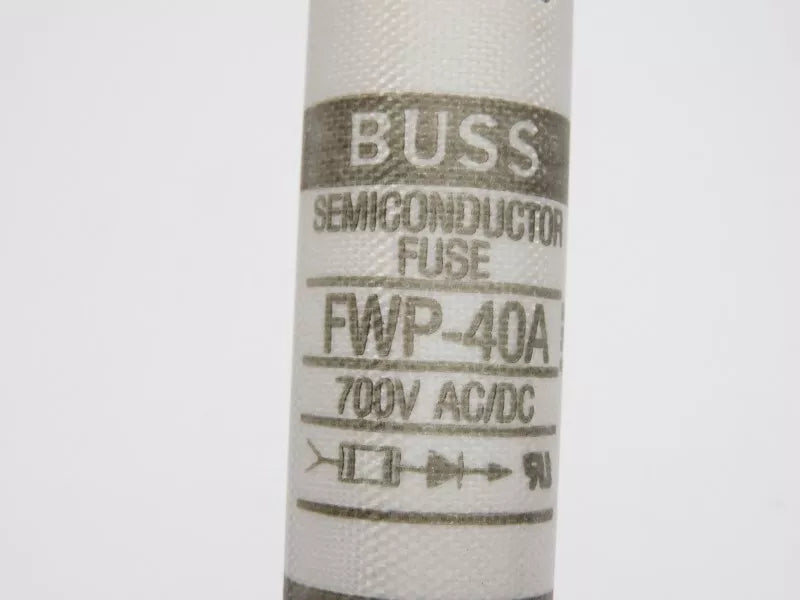 BUSS
SEMICONDUCTOR
FUSE
FWP-40A
700V AC/DC